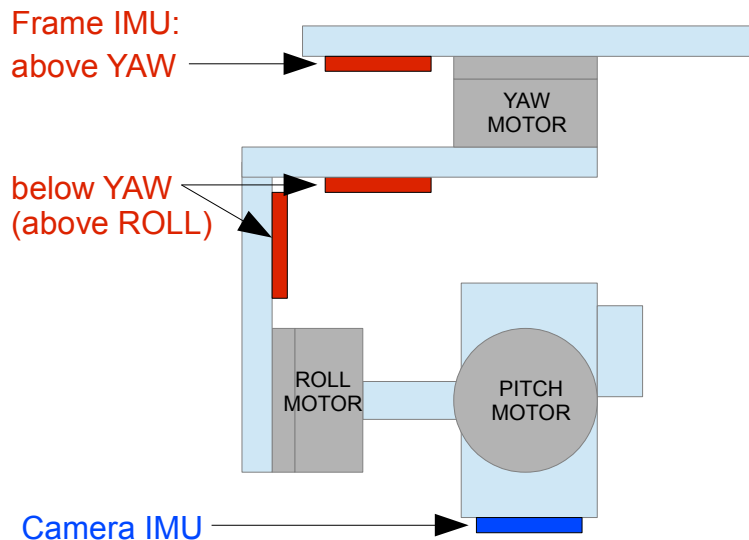 Frame IMU:
above YAW
YAW
MOTOR
below YAW
(above ROLL)
ROLL
MOTOR
PITCH
MOTOR
Camera IMU